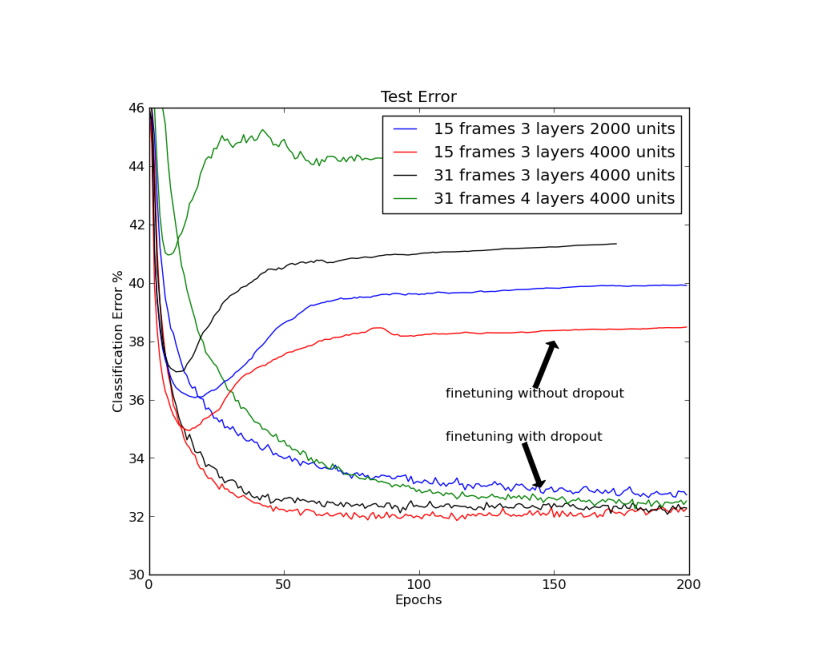 Test Error
46
44
42
40
38
36
34
32
30
Classification Error %
15 frames 3 layers 2000 units
15 frames 3 layers 4000 units
31 frames 3 layers 4000 units
31 frames 4 layers 4000 units
finetuning without dropout
finetuning with dropout
0 50 100 150 200
Epochs